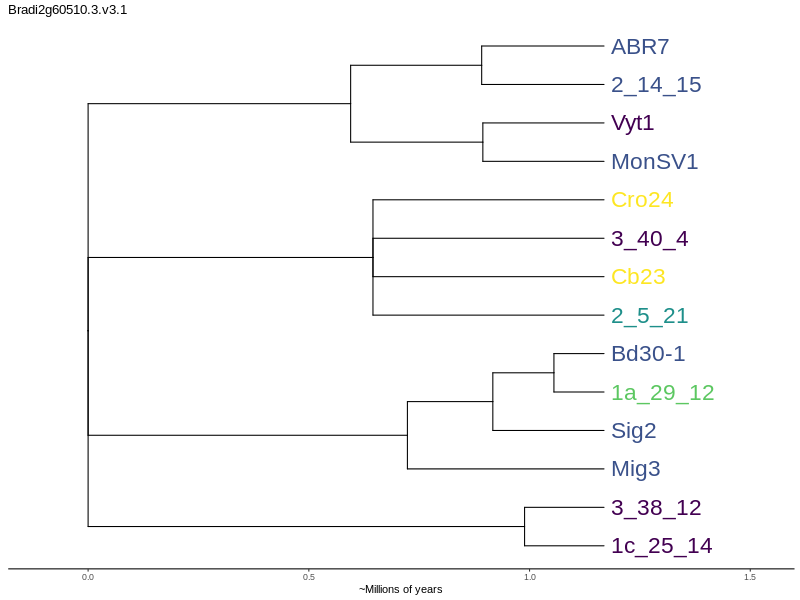 Bradi2g60510.3.v3.1
ABR7
2_14_15
Vyt1
MonSV1
Cro24
3_40_4
Cb23
2_5_21
Bd30-1
1a_29_12
Sig2
Mig3
3_38_12
1c_25_14
0.0 0.5 1.0 1.5
~Millions of years